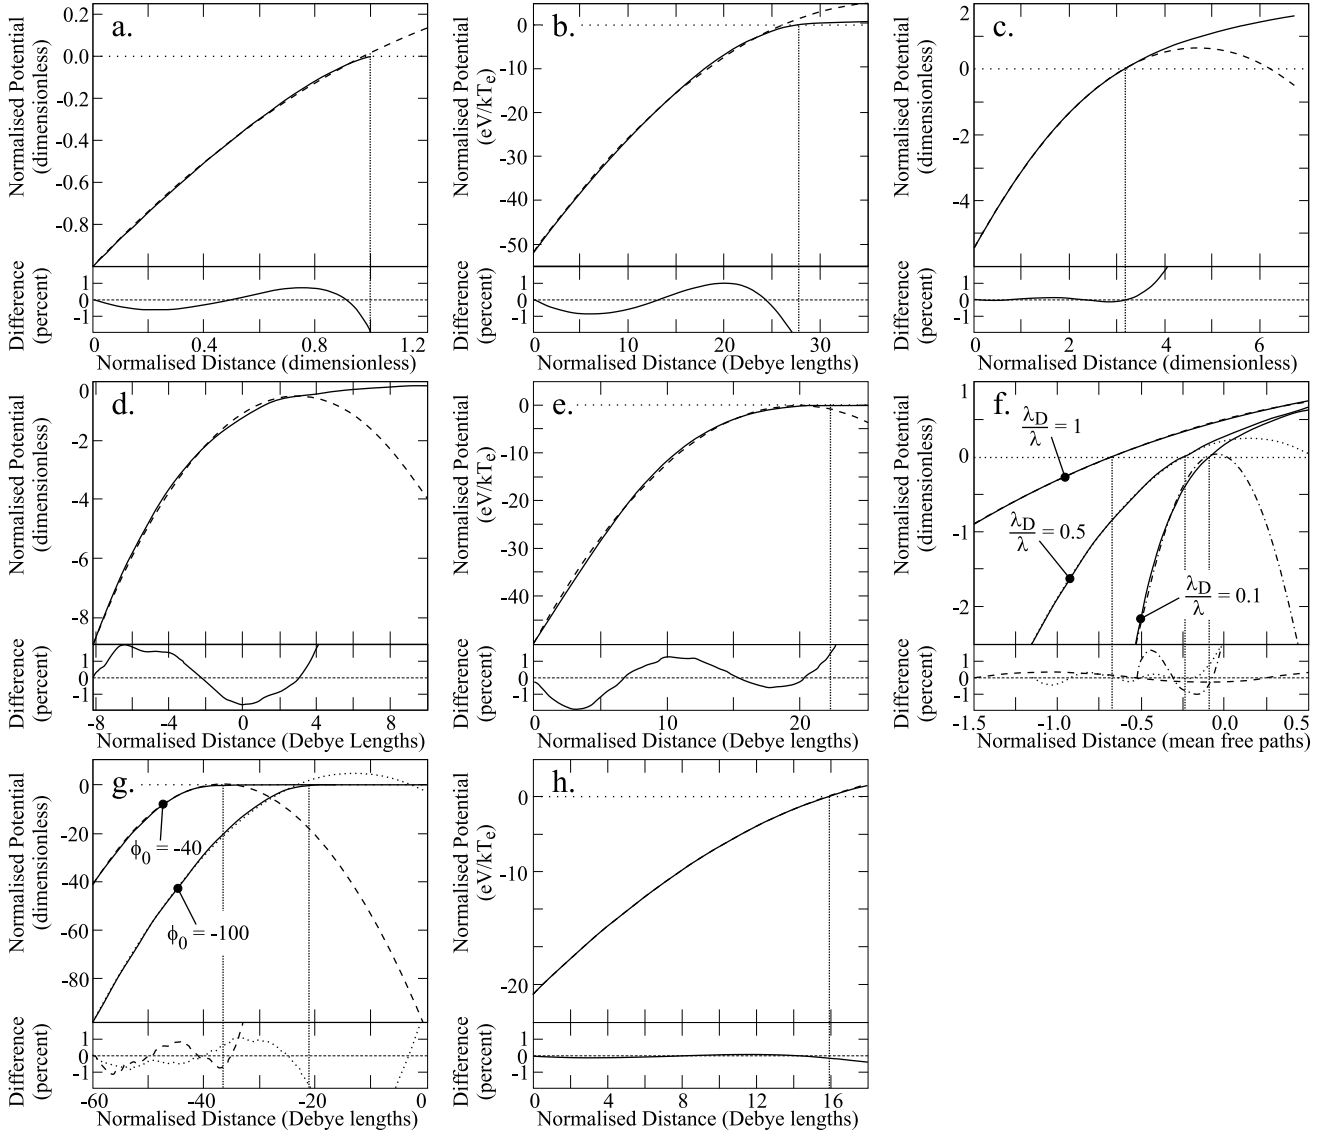 a.
Normalised Potential
(dimensionless)
0.2
0.0
-0.2
-0.4
-0.6
-0.8
Difference
(percent)
1
0
-1
0 0.4 0.8 1.2
Normalised Distance (dimensionless)
b.
Normalised Potential
(eV/kTe)
0
-10
-20
-30
-40
-50
Difference
(percent)
1
0
-1
0 10 20 30
Normalised Distance (Debye lengths)
c.
Normalised Potential
(dimensionless)
2
0
-2
-4
Difference
(percent)
1
0
-1
0 2 4 6
Normalised Distance (dimensionless)
d.
Normalised Potential
(dimensionless)
0
-2
-4
-6
-8
Difference
(percent)
1
0
-1
-8 -4 0 4 8
Normalised Distance (Debye Lengths)
e.
Normalised Potential
(eV/kTe)
0
-10
-20
-30
-40
Difference
(percent)
1
0
-1
0 10 20
Normalised Distance (Debye lengths)
f.
Normalised Potential
(dimensionless)
1
0
-1
-2
λD/λ = 1
λD/λ = 0.5
λD/λ = 0.1
Difference
(percent)
1
0
-1
-1.5 -1.0 -0.5 0.0 0.5
Normalised Distance (mean free paths)
g.
Normalised Potential
(dimensionless)
0
-20
-40
-60
-80
ϕ0 = -40
ϕ0 = -100
Difference
(percent)
1
0
-1
-60 -40 -20 0
Normalised Distance (Debye lengths)
h.
Normalised Potential
(eV/kTe)
0
-10
-20
Difference
(percent)
1
0
-1
0 4 8 12 16
Normalised Distance (Debye lengths)